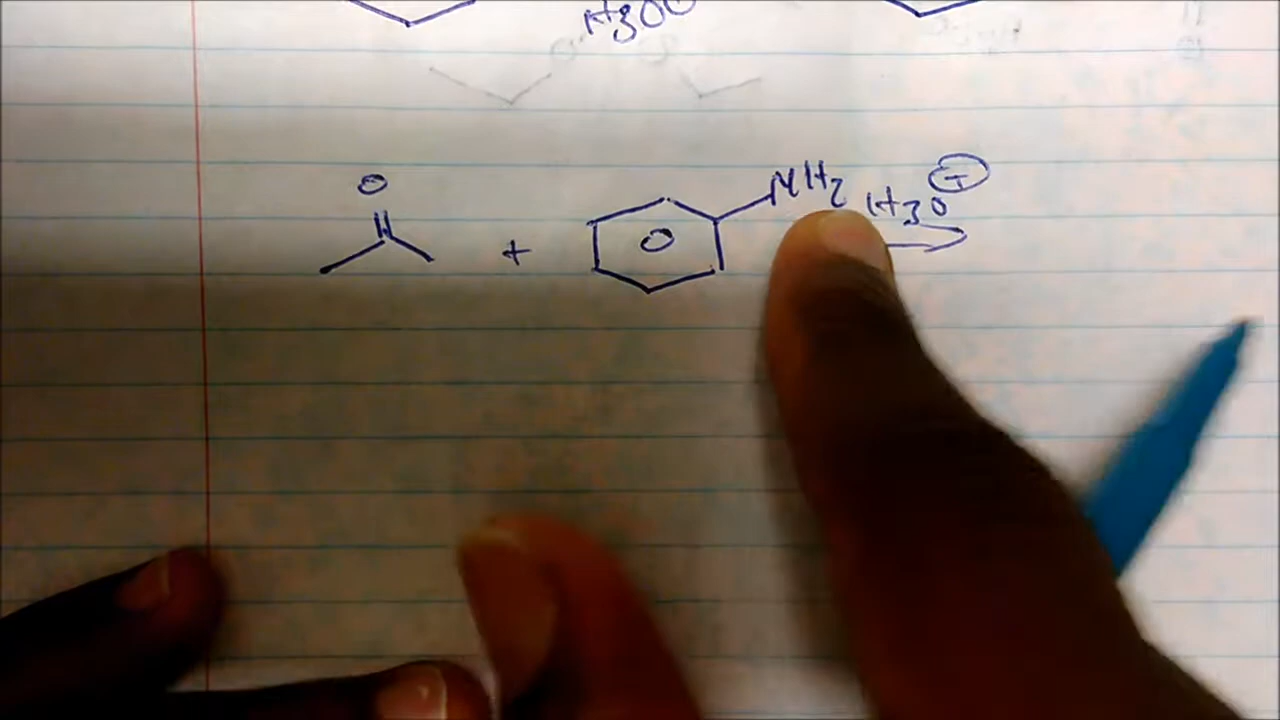 H3O
O
NH2 H3O +
+ O